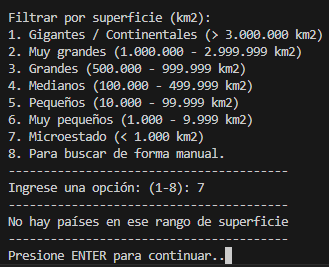 Filtrar por superficie (km2):
1. Gigantes / Continentales (> 3.000.000 km2)
2. Muy grandes (1.000.000 - 2.999.999 km2)
3. Grandes (500.000 - 999.999 km2)
4. Medianos (100.000 - 499.999 km2)
5. Pequeños (10.000 - 99.999 km2)
6. Muy pequeños (1.000 - 9.999 km2)
7. Microestado (< 1.000 km2)
8. Para buscar de forma manual.
----------------------------------------
Ingrese una opción: (1-8): 7
----------------------------------------
No hay países en ese rango de superficie
----------------------------------------
Presione ENTER para continuar..